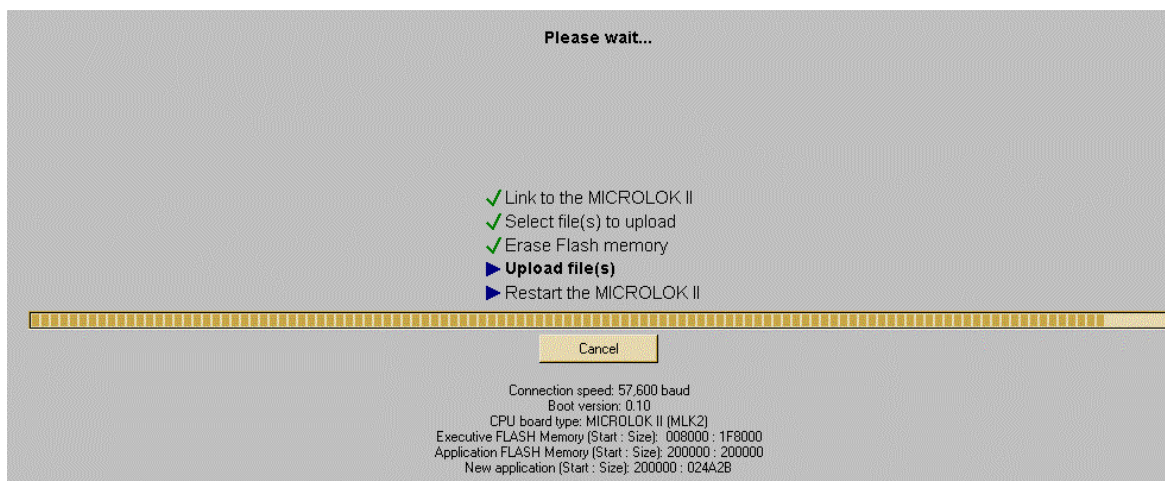 Please wait...
Link to the MICROLOK II
Select file(s) to upload
Erase Flash memory
Upload file(s)
Restart the MICROLOK II
Cancel
Connection speed: 57,600 baud
Boot version: 0.10
CPU board type: MICROLOK II (MLK2)
Executive FLASH Memory (Start : Size): 008000 : 1F8000
Application FLASH Memory (Start : Size): 200000 : 200000
New application (Start : Size): 200000 : 024A2B